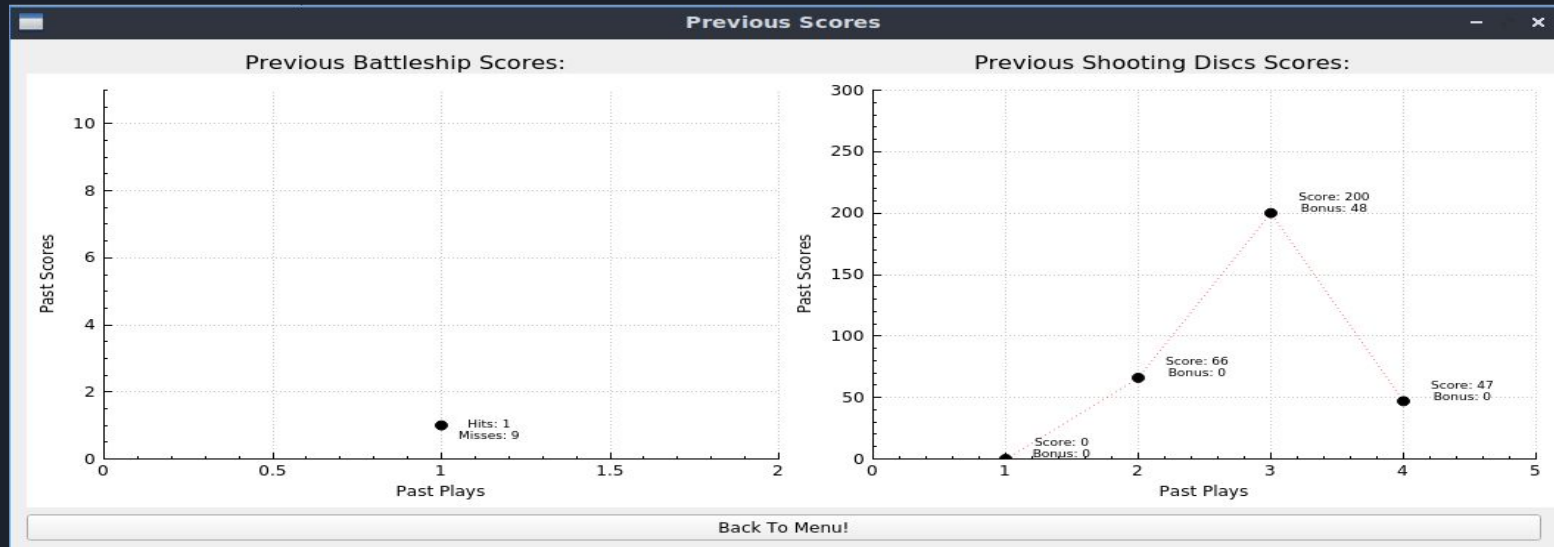 Previous Scores
Previous Battleship Scores:
10
8
6
4
2
0
Past Scores
Hits: 1
Misses: 9
0 0.5 1 1.5 2
Past Plays
Previous Shooting Discs Scores:
300
250
200
150
100
50
0
Past Scores
Score: 0
Bonus: 0
Score: 66
Bonus: 0
Score: 200
Bonus: 48
Score: 47
Bonus: 0
0 1 2 3 4 5
Past Plays
Back To Menu!